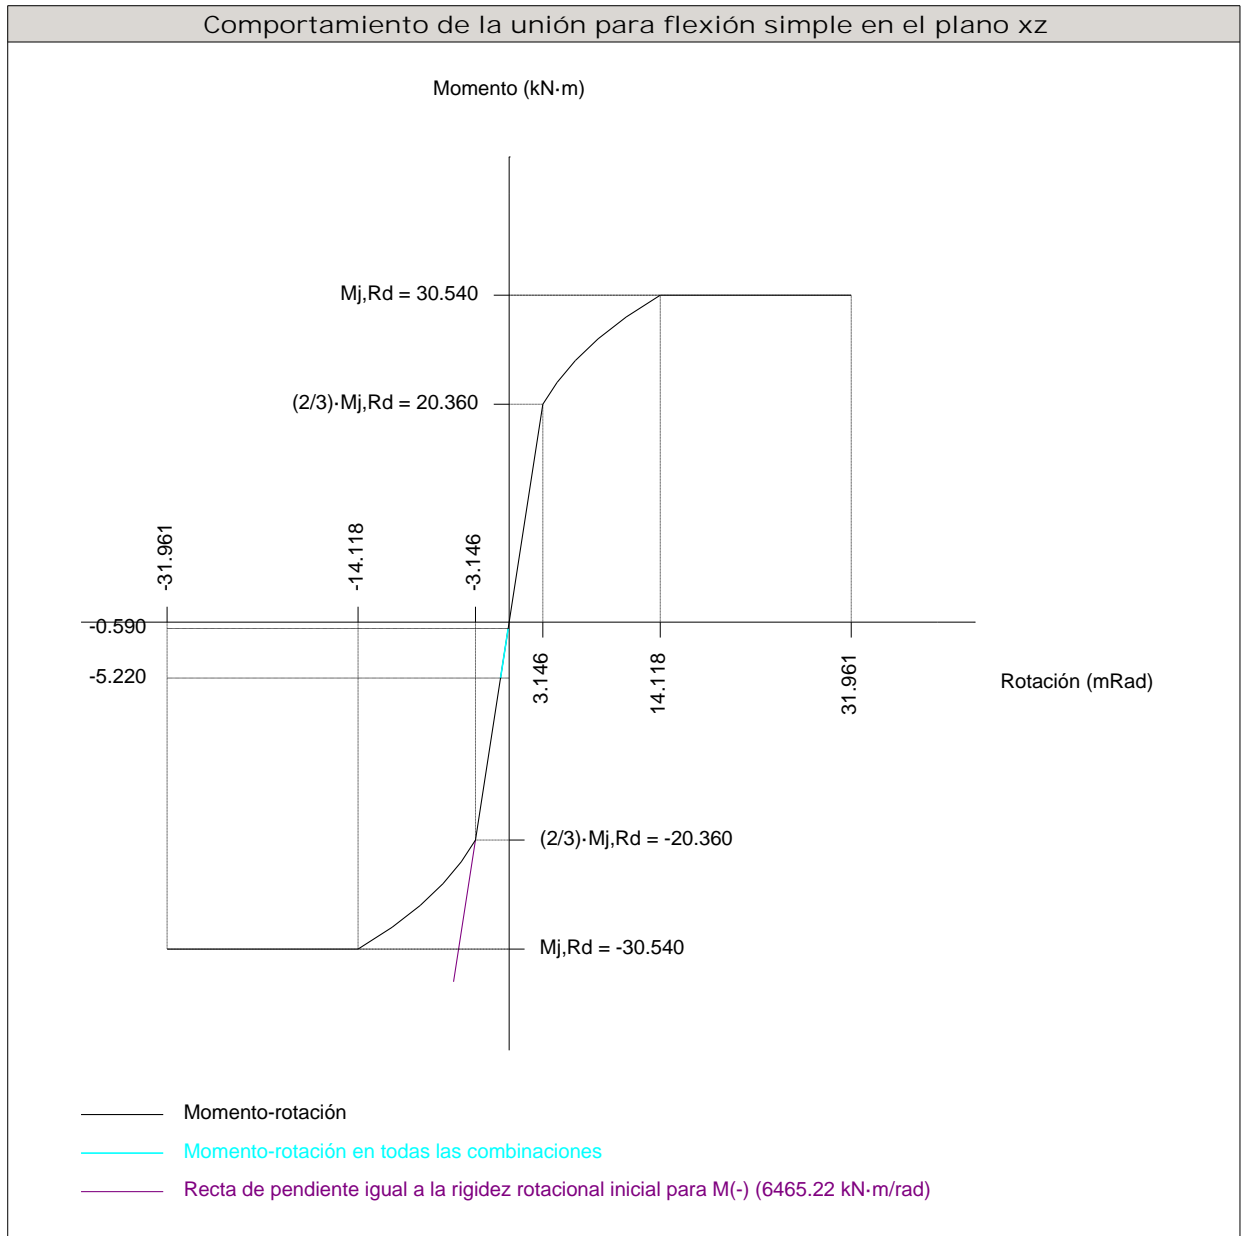 Comportamiento de la unión para flexión simple en el plano xz
Momento (kN·m)
Mj,Rd = 30.540
(2/3)·Mj,Rd = 20.360
-31.961
-14.118
-3.146
-0.590
-5.220
3.146
14.118
31.961
Rotación (mRad)
(2/3)·Mj,Rd = -20.360
Mj,Rd = -30.540
Momento-rotación
Momento-rotación en todas las combinaciones
Recta de pendiente igual a la rigidez rotacional inicial para M(-) (6465.22 kN·m/rad)